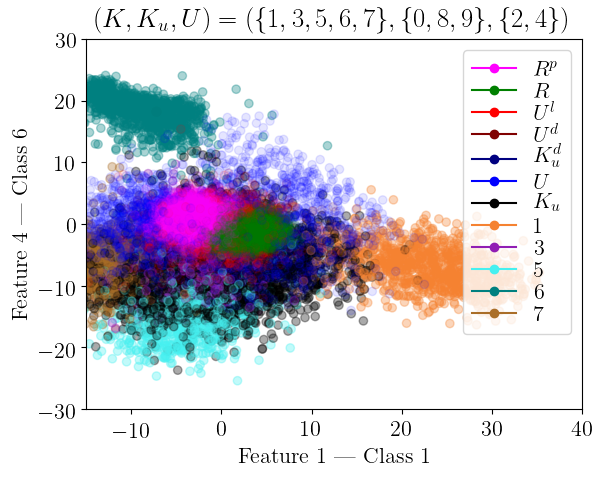 (K, K_u, U) = ({1, 3, 5, 6, 7}, {0, 8, 9}, {2, 4})
30
20
10
0
−10
−20
−30
Feature 4 — Class 6
R^p
R
U^l
U^d
K_u^d
U
K_u
1
3
5
6
7
−10
0
10
20
30
40
Feature 1 — Class 1